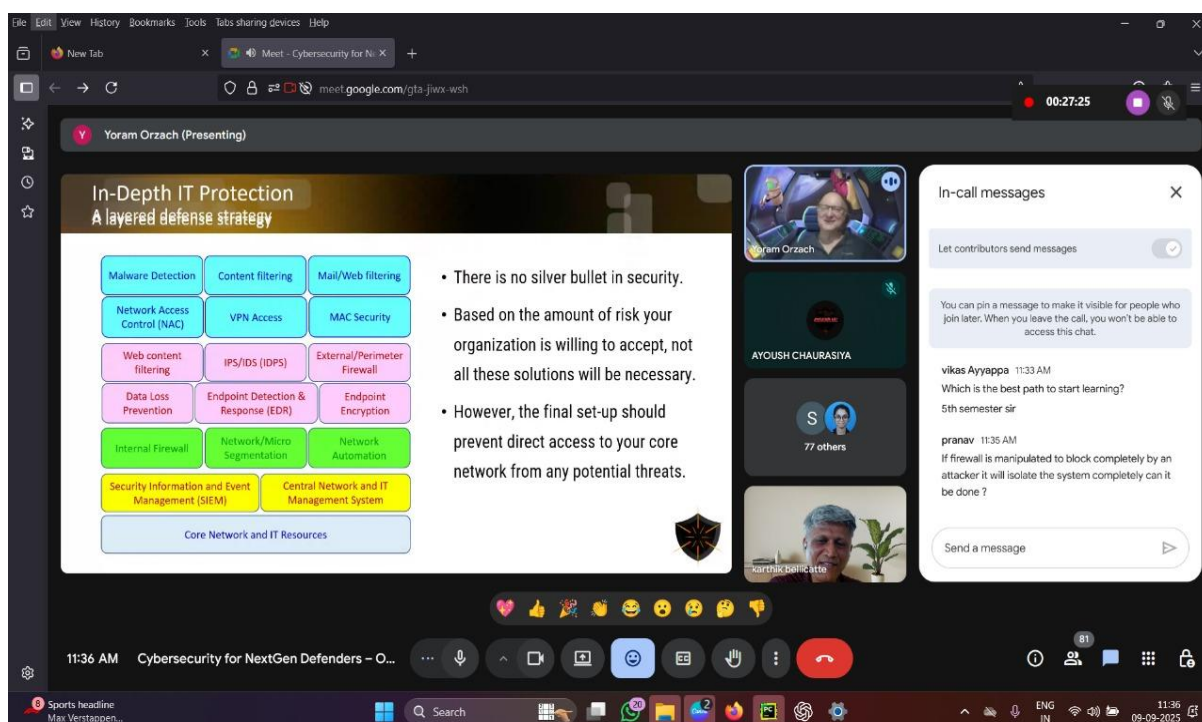 File Edit View History Bookmarks Tools Tabs sharing devices Help
New Tab
Meet - Cybersecurity for Ne
meet.google.com/gta-jiwx-wsh
00:27:25
Y
Yoram Orzach (Presenting)
In-Depth IT Protection
A layered defense strategy
Malware Detection
Content filtering
Mail/Web filtering
Network Access
Control (NAC)
VPN Access
MAC Security
Web content
filtering
IPS/IDS (IDPS)
External/Perimeter
Firewall
Data Loss
Prevention
Endpoint Detection &
Response (EDR)
Endpoint
Encryption
Internal Firewall
Network/Micro
Segmentation
Network
Automation
Security Information and Event
Management (SIEM)
Central Network and IT
Management System
Core Network and IT Resources
• There is no silver bullet in security.
• Based on the amount of risk your
organization is willing to accept, not
all these solutions will be necessary.
• However, the final set-up should
prevent direct access to your core
network from any potential threats.
Yoram Orzach
AYOUSH CHAURASIYA
S
77 others
karthik bellicatte
In-call messages
Let contributors send messages
You can pin a message to make it visible for people who
join later. When you leave the call, you won't be able to
access this chat.
vikas Ayyappa 11:33 AM
Which is the best path to start learning?
5th semester sir
pranav 11:35 AM
If firewall is manipulated to block completely by an
attacker it will isolate the system completely can it
be done ?
Send a message
11:36 AM Cybersecurity for NextGen Defenders – O...
81
8
Sports headline
Max Verstappen...
Search
20
2
ENG
IN
11:36
09-09-2025